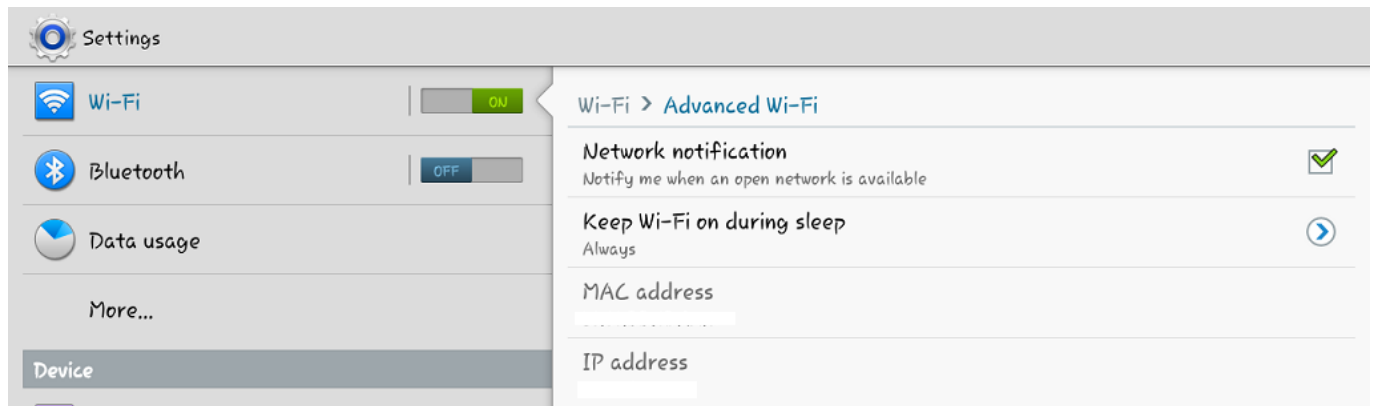 Settings
Wi-Fi
ON
Bluetooth
OFF
Data usage
More...
Device
Wi-Fi > Advanced Wi-Fi
Network notification
Notify me when an open network is available
Keep Wi-Fi on during sleep
Always
MAC address
IP address